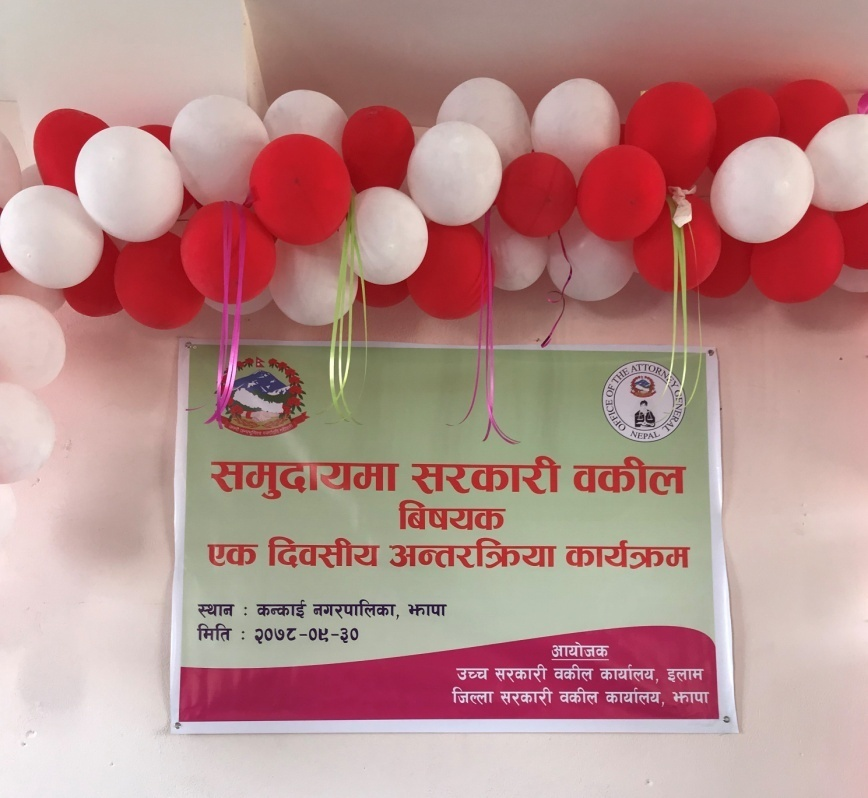 OFFICE OF THE ATTORNEY GENERAL
NEPAL
समुदायमा सरकारी वकील
बिषयक
एक दिवसीय अन्तरक्रिया कार्यक्रम
स्थान : कन्काई नगरपालिका, झापा
मिति : २०७८-०९-३०
आयोजक
उच्च सरकारी वकील कार्यालय, इलाम
जिल्ला सरकारी वकील कार्यालय, झापा